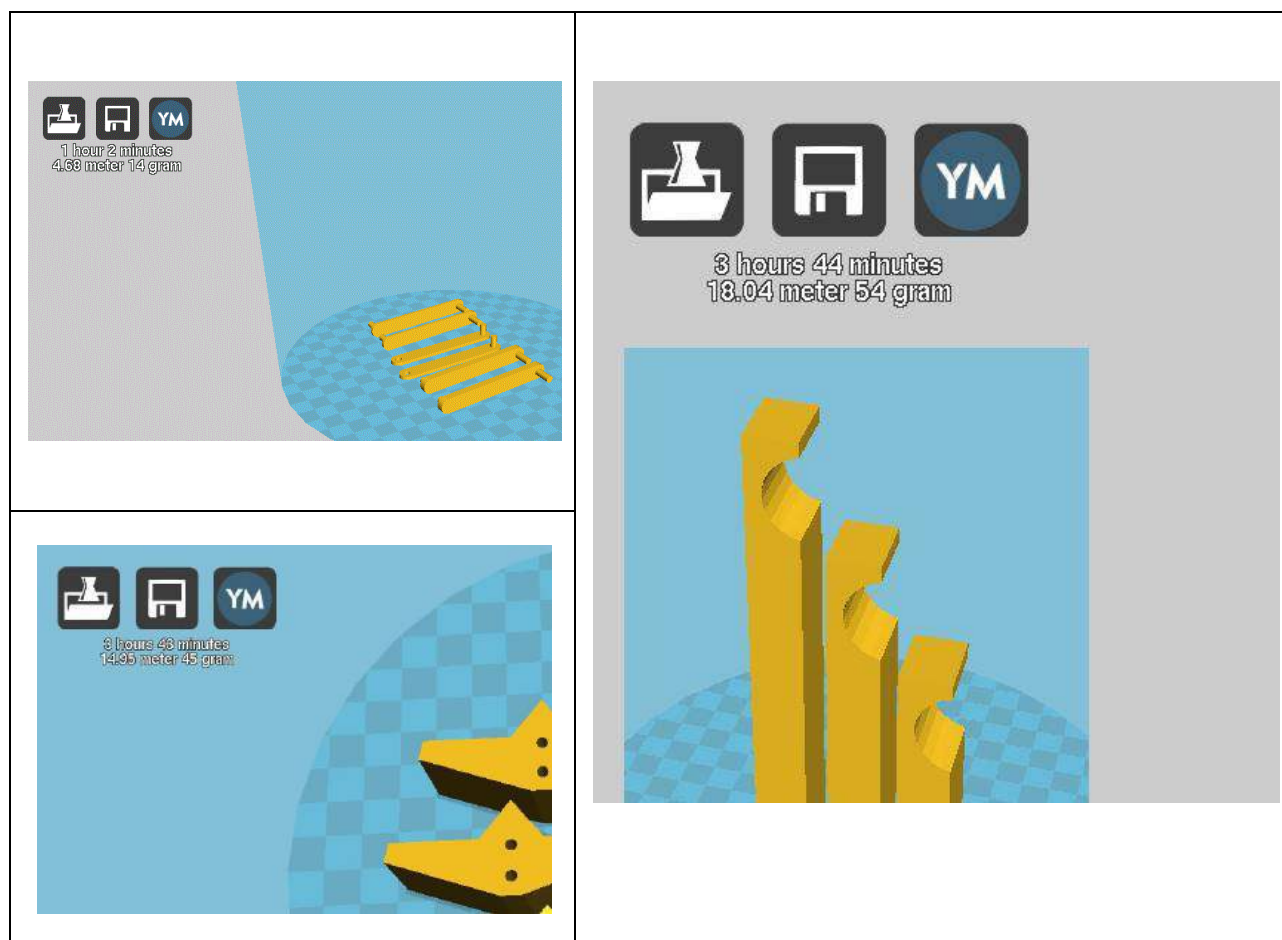 YM
1 hour 2 minutes
4.68 meter 14 gram
YM
3 hours 44 minutes
18.04 meter 54 gram
YM
3 hours 43 minutes
14.95 meter 45 gram